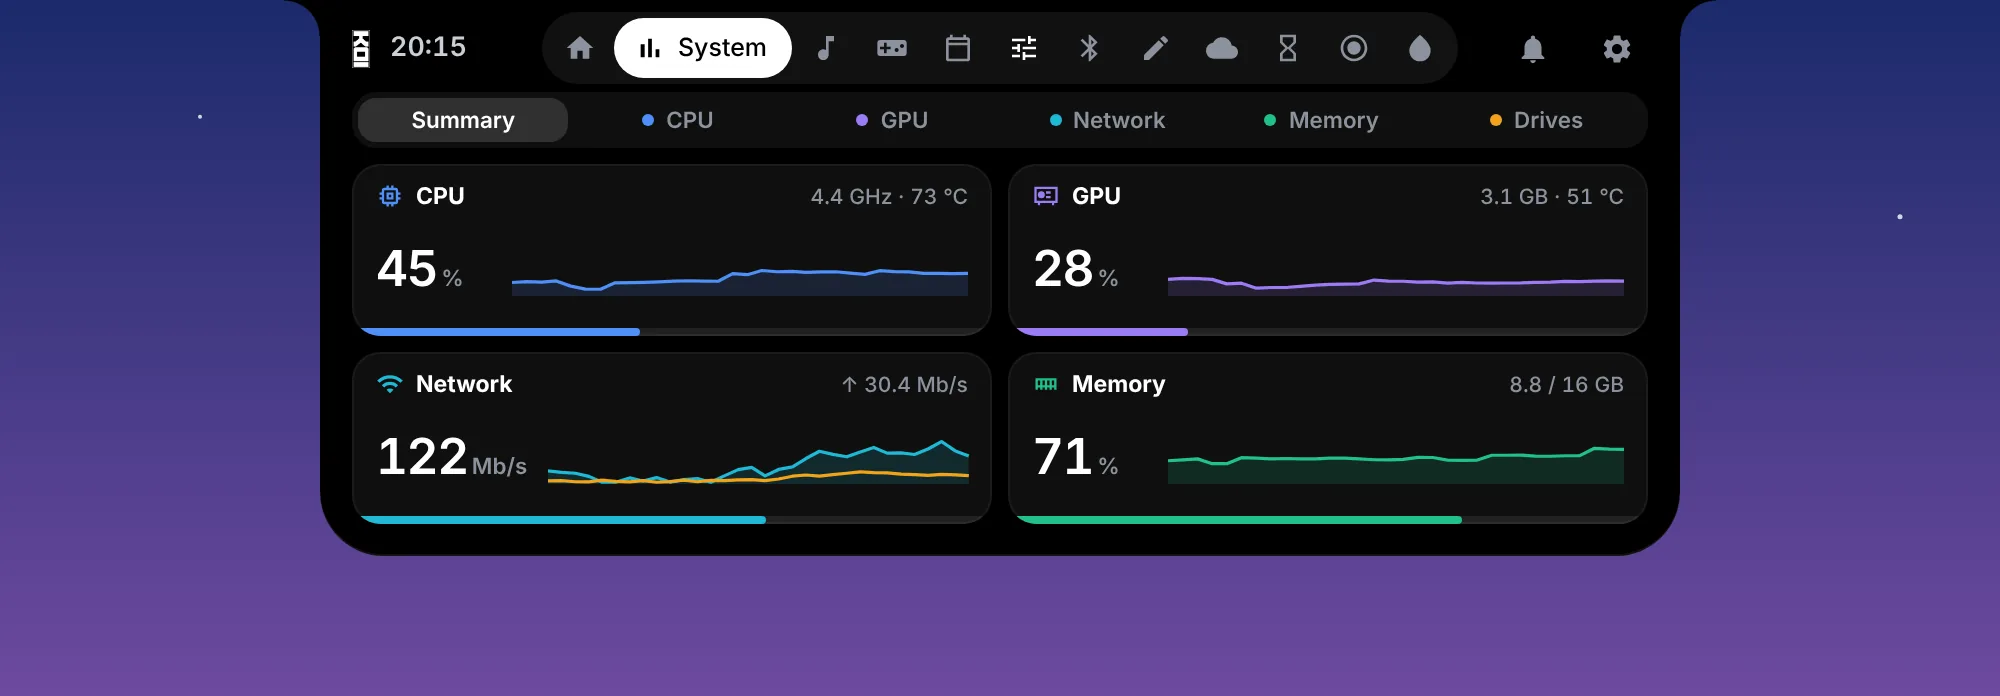 20:15 System
Summary CPU GPU Network Memory Drives
CPU 4.4 GHz · 73 °C
45 %
GPU 3.1 GB · 51 °C
28 %
Network ↑ 30.4 Mb/s
122 Mb/s
Memory 8.8 / 16 GB
71 %